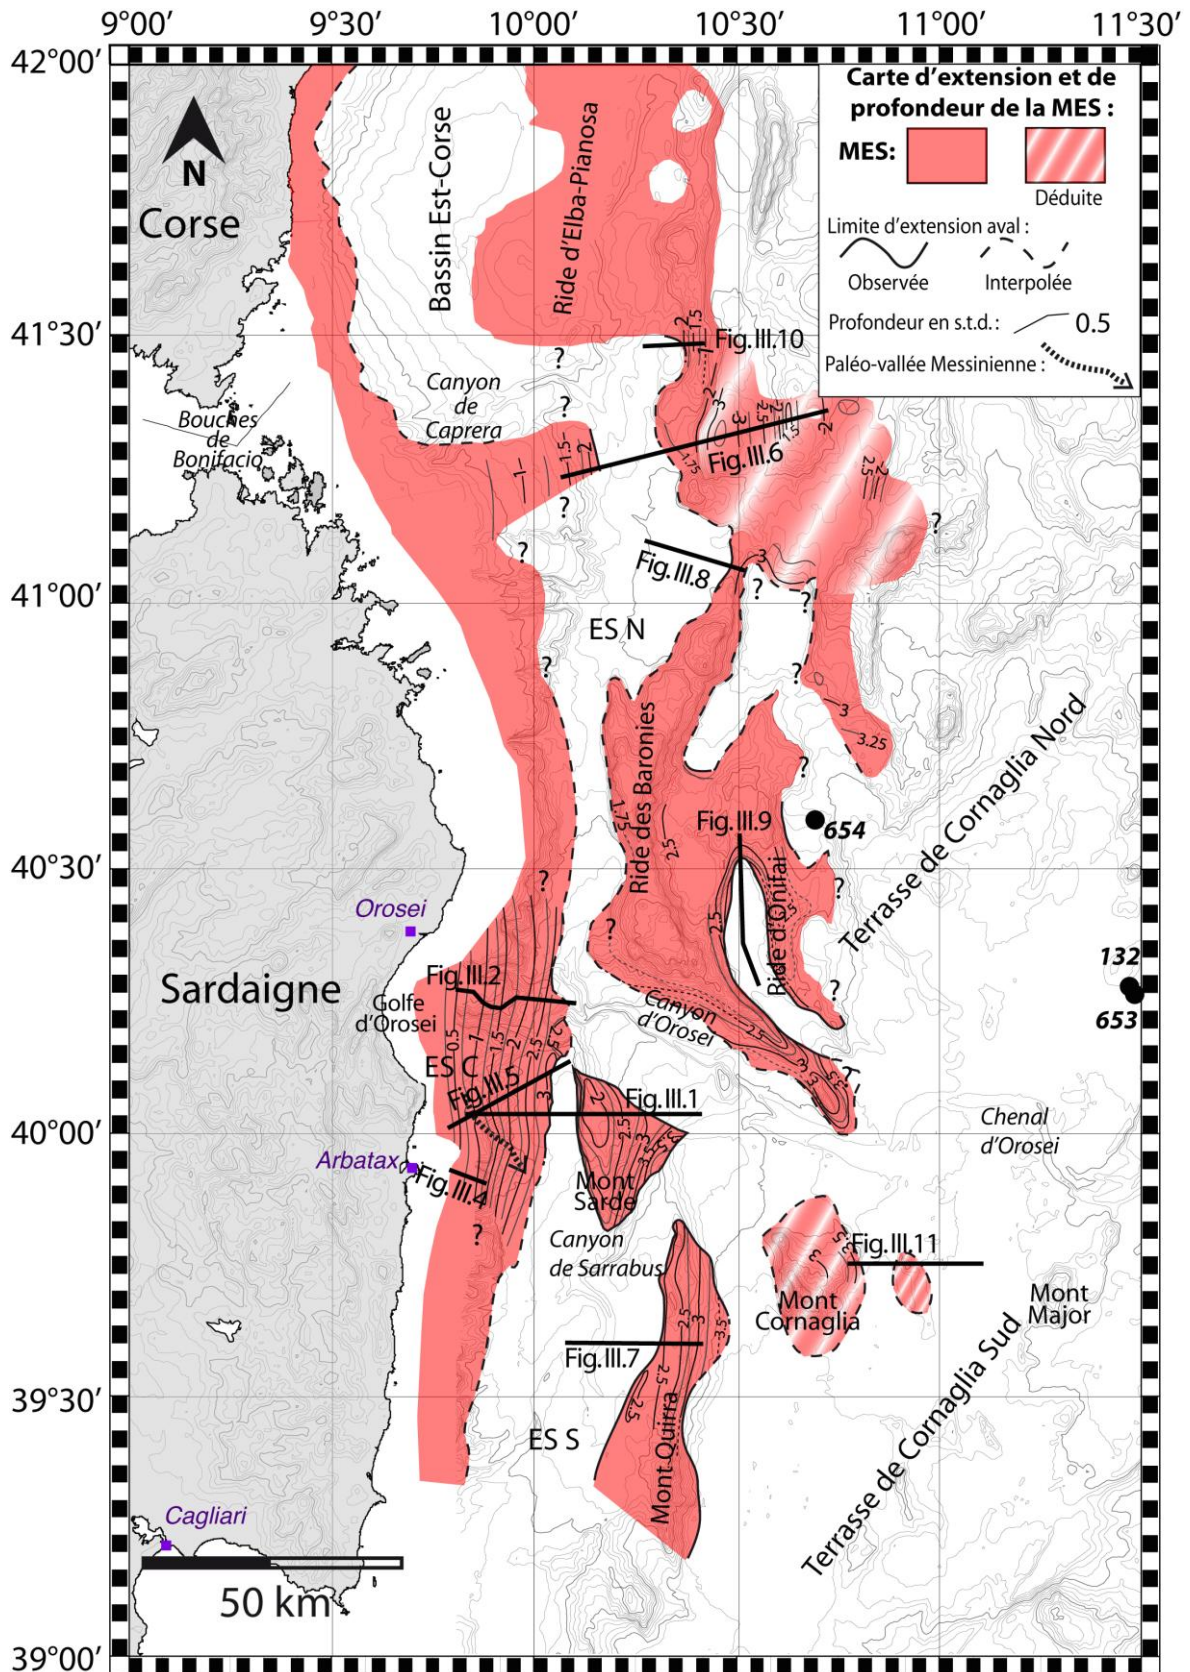 9°00’ 9°30’ 10°00’ 10°30’ 11°00’ 11°30’
42°00’
41°30’
41°00’
40°30’
40°00’
39°30’
39°00’
Carte d’extension et de
profondeur de la MES :
MES:
Déduite
Limite d’extension aval :
Observée Interpolée
Profondeur en s.t.d. : 0.5
Paléo-vallée Messinienne :
N
Corse
Bassin Est-Corse
Ride d’Elba-Pianosa
Fig.III.10
Canyon
de
Caprera
Bouches
de
Bonifacio
Fig.III.6
Fig.III.8
ES N
Ride des Baronies
Fig.III.9
654
Ride d’Onifai
Terrasse de Cornaglia Nord
132
653
Orosei
Sardaigne
Golfe
d’Orosei
Fig.III.2
ES C
Fig.III.5
Canyon
d’Orosei
Fig.III.1
Chenal
d’Orosei
Arbatax
Fig.III.4
Mont
Sarde
Canyon
de Sarrabus
Fig.III.11
Mont
Cornaglia
Mont
Major
Fig.III.7
ES S
Mont Quirra
Terrasse de Cornaglia Sud
Cagliari
50 km